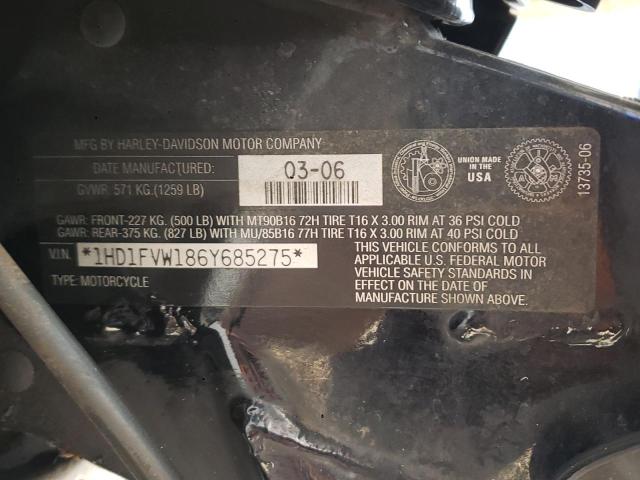 MFG BY HARLEY-DAVIDSON MOTOR COMPANY
DATE MANUFACTURED: 03-06
GVWR: 571 KG.(1259 LB)
UNION MADE IN THE
USA
13735-06
GAWR: FRONT-227 KG. (500 LB) WITH MT90B16 72H TIRE T16 X 3.00 RIM AT 36 PSI COLD
GAWR: REAR-375 KG. (827 LB) WITH MU/85B16 77H TIRE T16 X 3.00 RIM AT 40 PSI COLD
V.I.N. *1HD1FVW186Y685275*
TYPE: MOTORCYCLE
THIS VEHICLE CONFORMS TO ALL
APPLICABLE U.S. FEDERAL MOTOR
VEHICLE SAFETY STANDARDS IN
EFFECT ON THE DATE OF
MANUFACTURE SHOWN ABOVE.